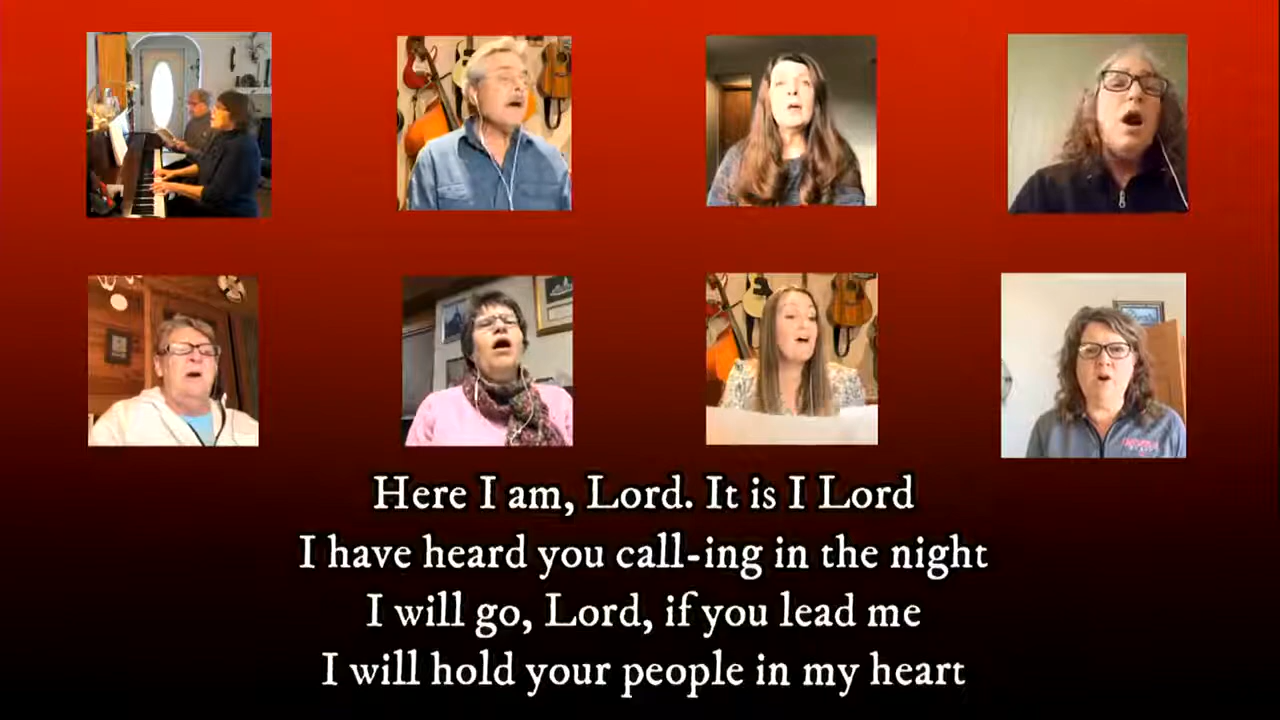 Here I am, Lord. It is I Lord
I have heard you call-ing in the night
I will go, Lord, if you lead me
I will hold your people in my heart